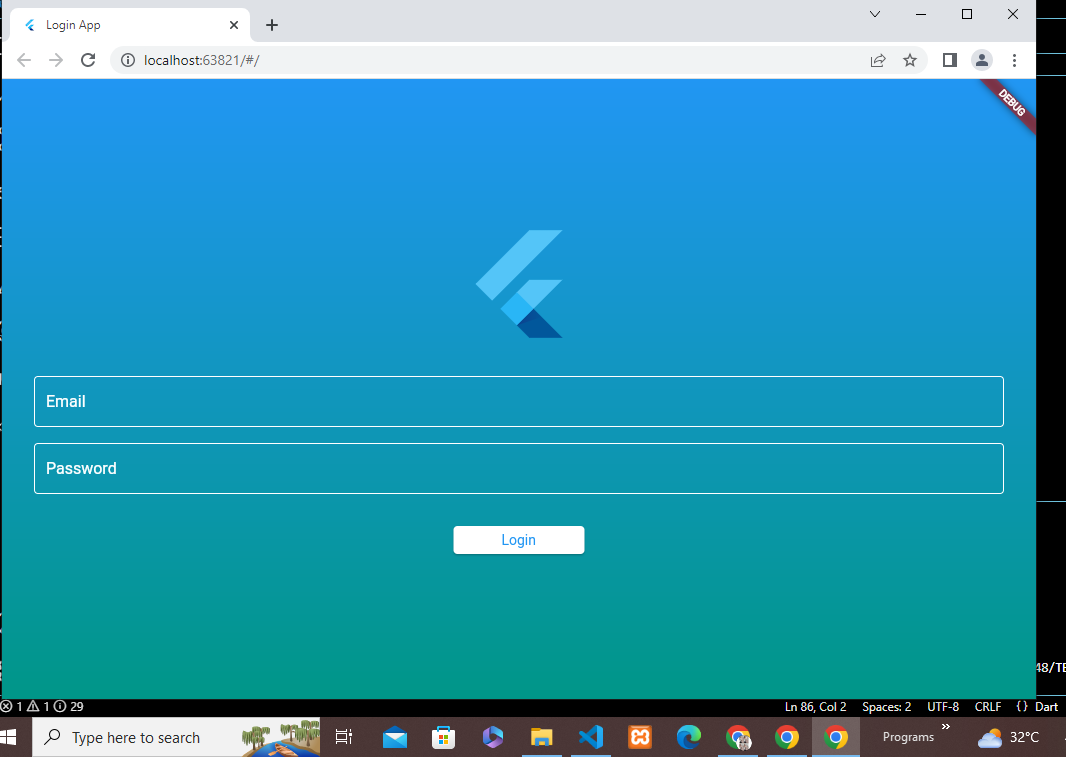 Login App
localhost:63821/#/
DEBUG
Email
Password
Login
48/TE
1 1 29
Ln 86, Col 2 Spaces: 2 UTF-8 CRLF {} Dart
Type here to search
Programs
32°C